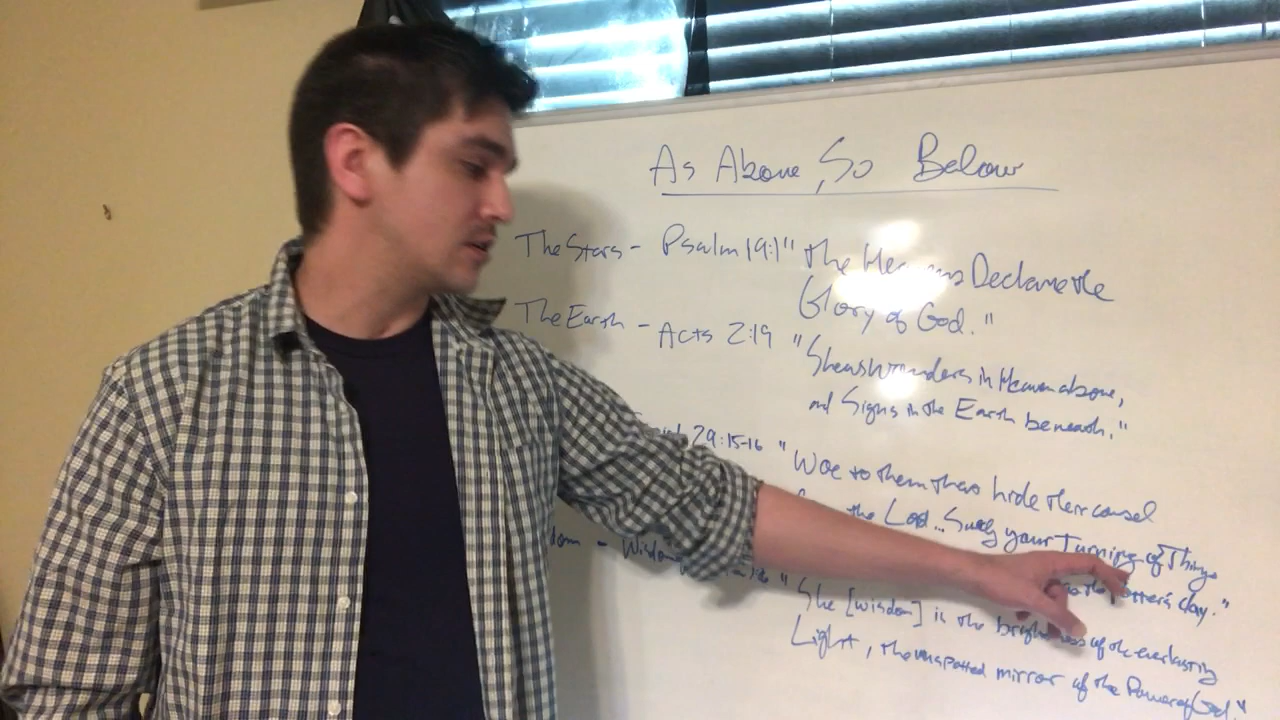 As Above, So Below
The Stars - Psalm 19:1 "the Heavens Declare the
Glory of God."
The Earth - Acts 2:19 "Shews wonders in Heaven above,
and Signs in the Earth beneath."
29:15-16 "Woe to them that hide their counsel
the Lord... Surely your Turning of Things
the Potter's clay."
"She [wisdom] is the brightness of the everlasting
Light, the unspotted mirror of the Power of God."